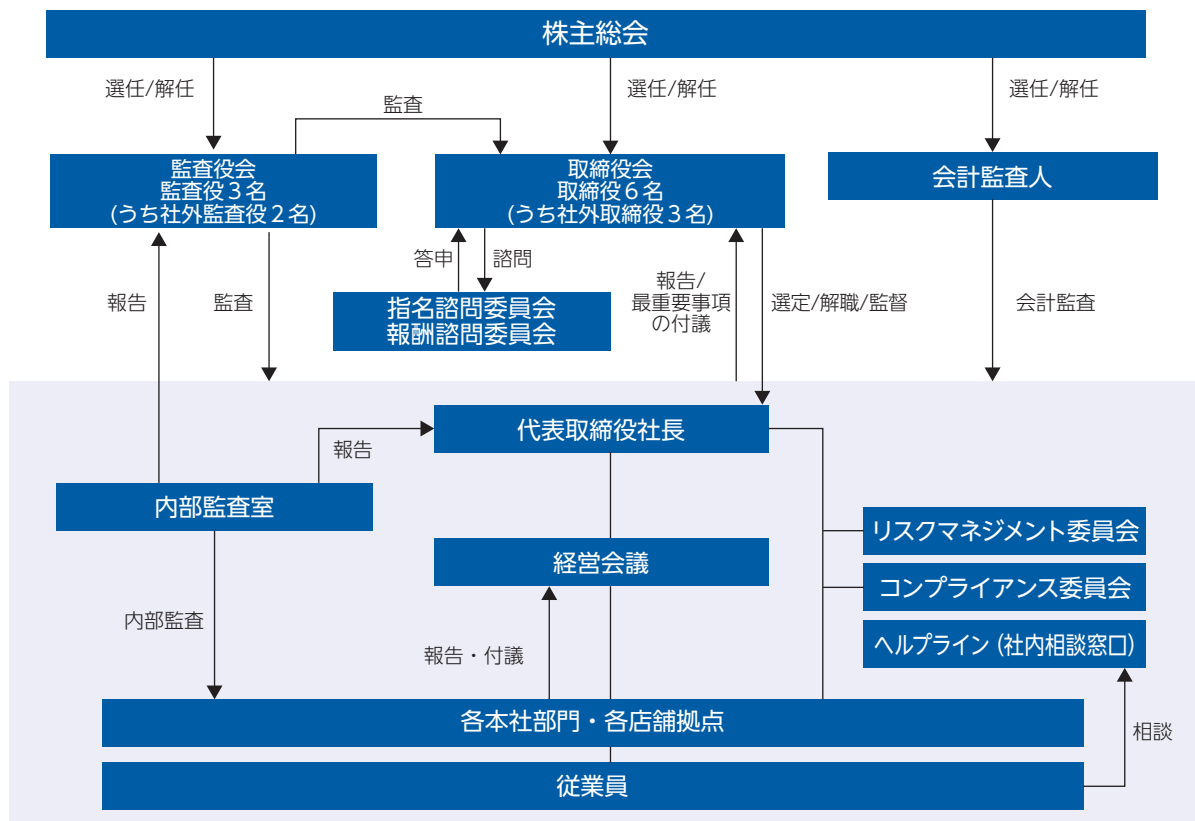 株主総会
選任/解任
選任/解任
選任/解任
監査
監査役会
監査役3名
(うち社外監査役2名)
取締役会
取締役6名
(うち社外取締役3名)
会計監査人
答申
諮問
報告
監査
指名諮問委員会
報酬諮問委員会
報告/
最重要事項
の付議
選定/解職/監督
会計監査
代表取締役社長
報告
内部監査室
リスクマネジメント委員会
経営会議
コンプライアンス委員会
内部監査
ヘルプライン (社内相談窓口)
報告・付議
各本社部門・各店舗拠点
相談
従業員